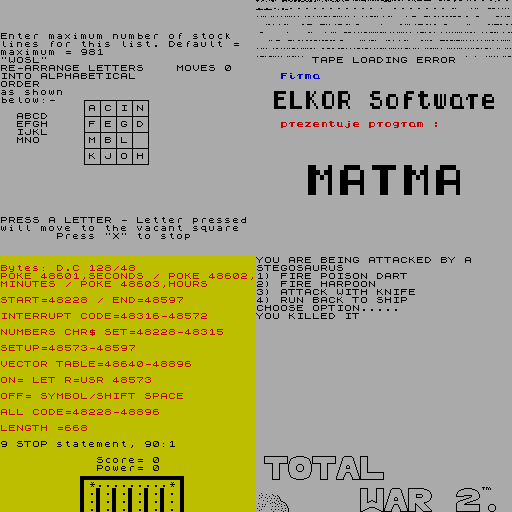 Enter maximum number of stock
lines for this list. Default =
maximum = 981
"WOSL"
RE-ARRANGE LETTERS MOVES 0
INTO ALPHABETICAL
ORDER
as shown
below:-
ABCD
EFGH
IJKL
MNO
A C I N
F E G D
M B L
K J O H
PRESS A LETTER - Letter pressed
will move to the vacant square
Press "X" to stop
TAPE LOADING ERROR
Firma
ELKOR Software
prezentuje program :
MATMA
Bytes: D.C 128/48
POKE 48601,SECONDS / POKE 48602,
MINUTES / POKE 48603,HOURS
START=48228 / END=48597
INTERRUPT CODE=48316-48572
NUMBERS CHR$ SET=48228-48315
SETUP=48573-48597
VECTOR TABLE=48640-48896
ON= LET R=USR 48573
OFF= SYMBOL/SHIFT SPACE
ALL CODE=48228-48896
LENGTH =668
9 STOP statement, 90:1
Score= 0
Power= 0
YOU ARE BEING ATTACKED BY A
STEGOSAURUS
1) FIRE POISON DART
2) FIRE HARPOON
3) ATTACK WITH KNIFE
4) RUN BACK TO SHIP
CHOOSE OPTION.....
YOU KILLED IT
TOTAL
WAR 2.™